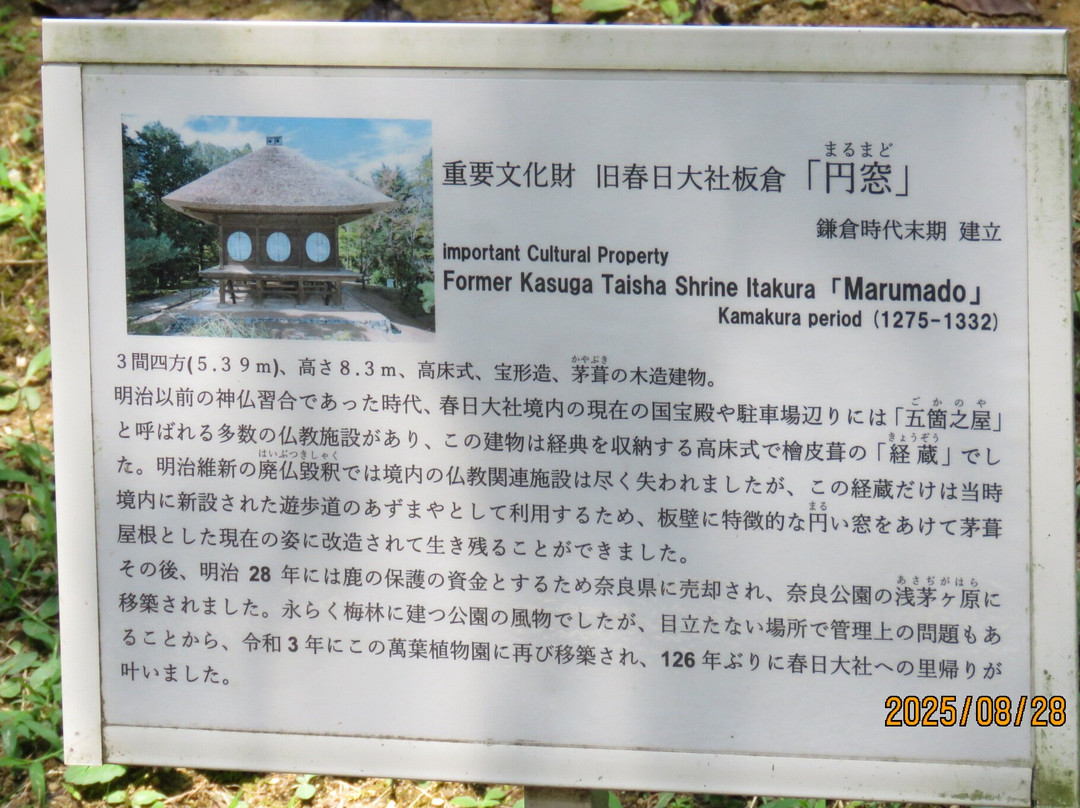 重要文化財 旧春日大社板倉「円窓」
まるまど
鎌倉時代末期 建立
important Cultural Property
Former Kasuga Taisha Shrine Itakura「Marumado」
Kamakura period (1275-1332)
3間四方(5.39m)、高さ8.3m、高床式、宝形造、茅葺の木造建物。
かやぶき
明治以前の神仏習合であった時代、春日大社境内の現在の国宝殿や駐車場辺りには「五箇之屋」
ごかのや
と呼ばれる多数の仏教施設があり、この建物は経典を収納する高床式で檜皮葺の「経蔵」でし
きょうぞう
た。明治維新の廃仏毀釈では境内の仏教関連施設は尽く失われましたが、この経蔵だけは当時
はいぶつきしゃく
境内に新設された遊歩道のあずまやとして利用するため、板壁に特徴的な円い窓をあけて茅葺
まる
屋根とした現在の姿に改造されて生き残ることができました。
その後、明治 28 年には鹿の保護の資金とするため奈良県に売却され、奈良公園の浅茅ヶ原に
あさぢがはら
移築されました。永らく梅林に建つ公園の風物でしたが、目立たない場所で管理上の問題もあ
ることから、令和 3 年にこの萬葉植物園に再び移築され、126 年ぶりに春日大社への里帰りが
叶いました。
2025/08/28